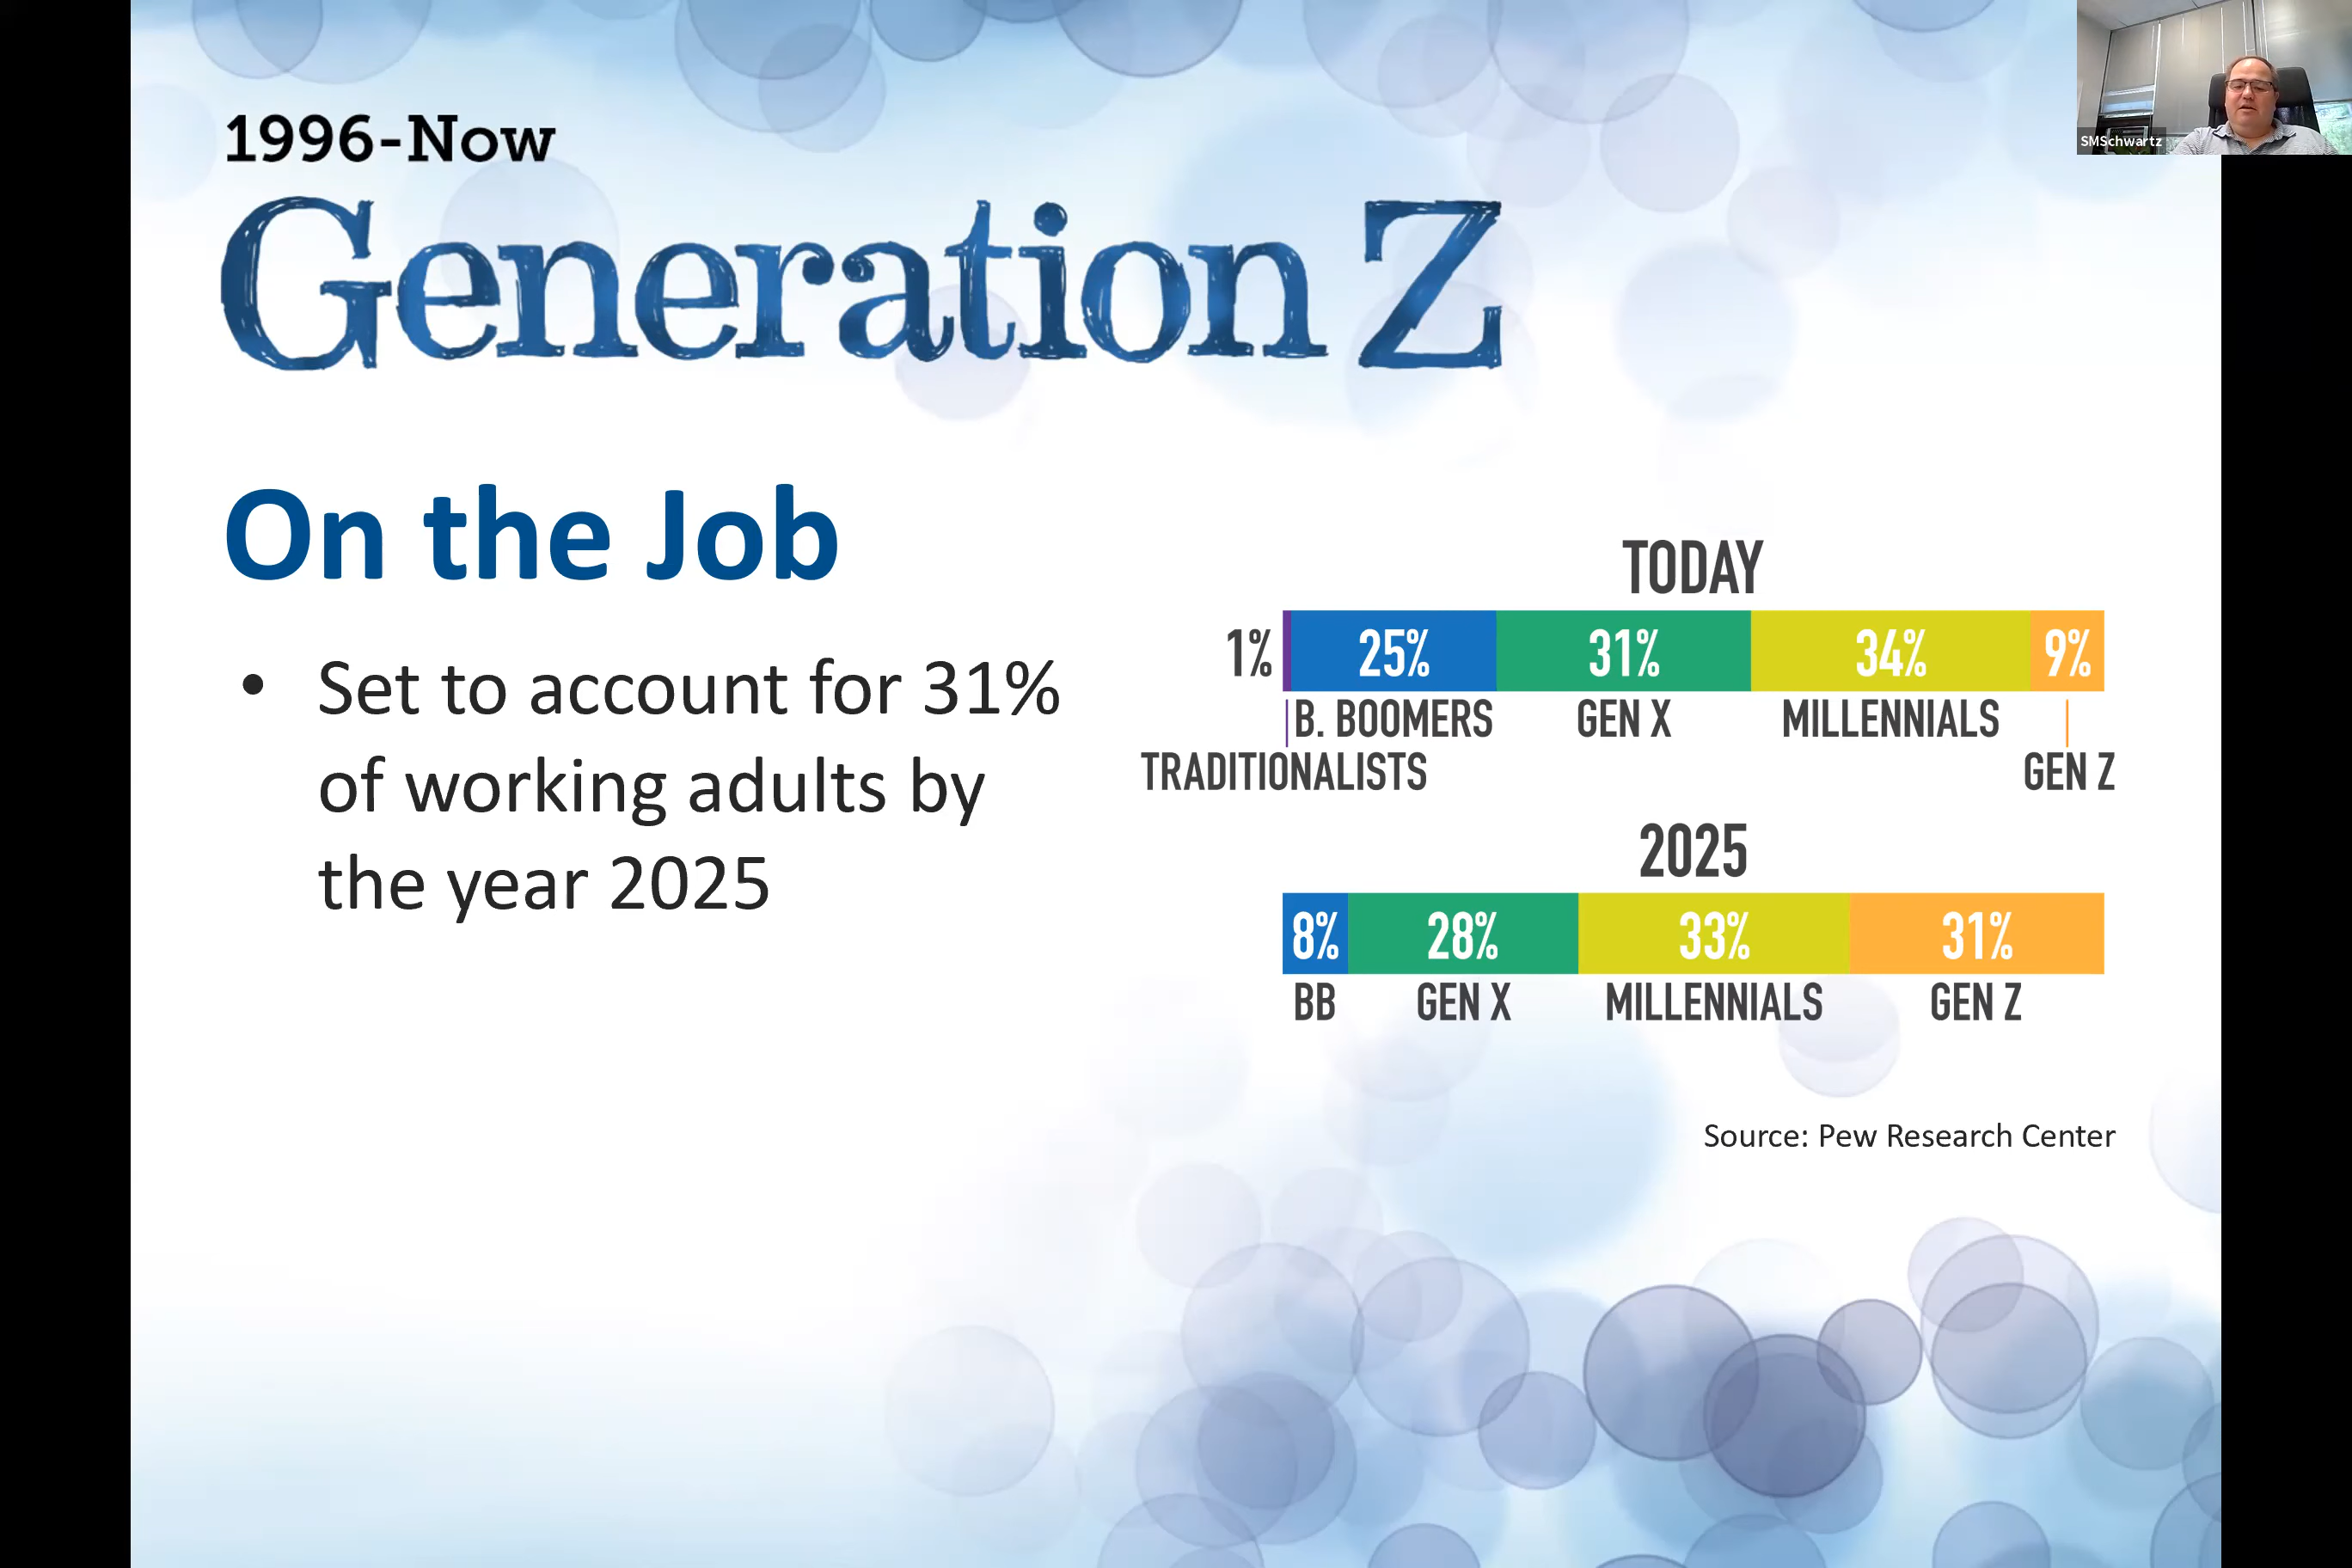 SMSchwartz
1996-Now
Generation Z
On the Job
• Set to account for 31%
of working adults by
the year 2025
TODAY
1% 25% 31% 34% 9%
B. BOOMERS GEN X MILLENNIALS
TRADITIONALISTS GEN Z
2025
8% 28% 33% 31%
BB GEN X MILLENNIALS GEN Z
Source: Pew Research Center